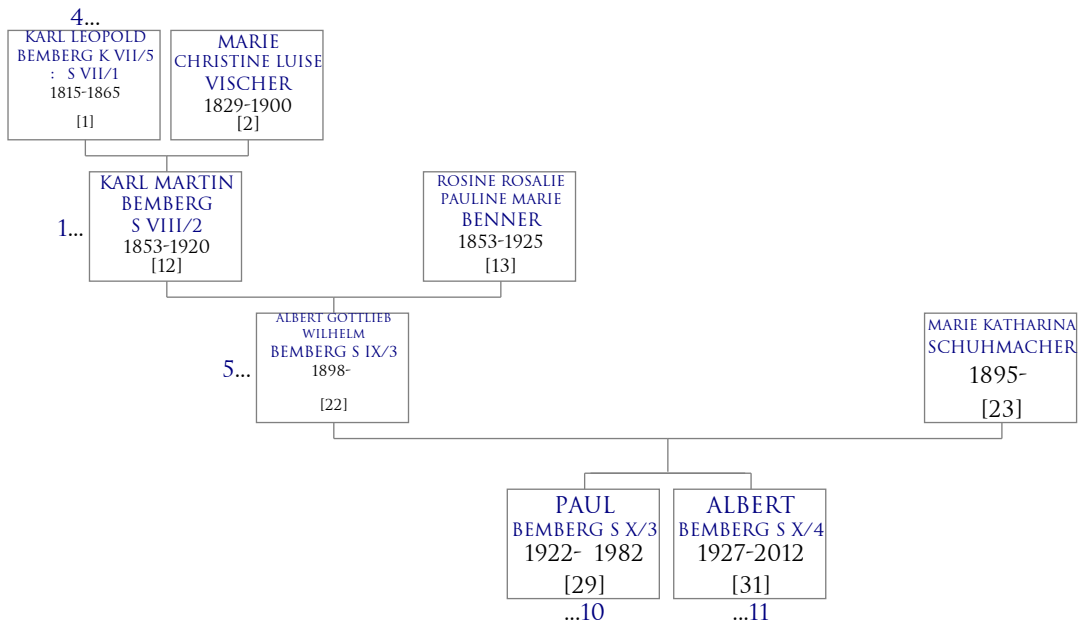 4...
KARL LEOPOLD
BEMBERG K VII/5
: S VII/1
1815-1865
[1]
MARIE
CHRISTINE LUISE
VISCHER
1829-1900
[2]
1...
KARL MARTIN
BEMBERG
S VIII/2
1853-1920
[12]
ROSINE ROSALIE
PAULINE MARIE
BENNER
1853-1925
[13]
5...
ALBERT GOTTLIEB
WILHELM
BEMBERG S IX/3
1898-
[22]
MARIE KATHARINA
SCHUHMACHER
1895-
[23]
PAUL
BEMBERG S X/3
1922- 1982
[29]
...10
ALBERT
BEMBERG S X/4
1927-2012
[31]
...11